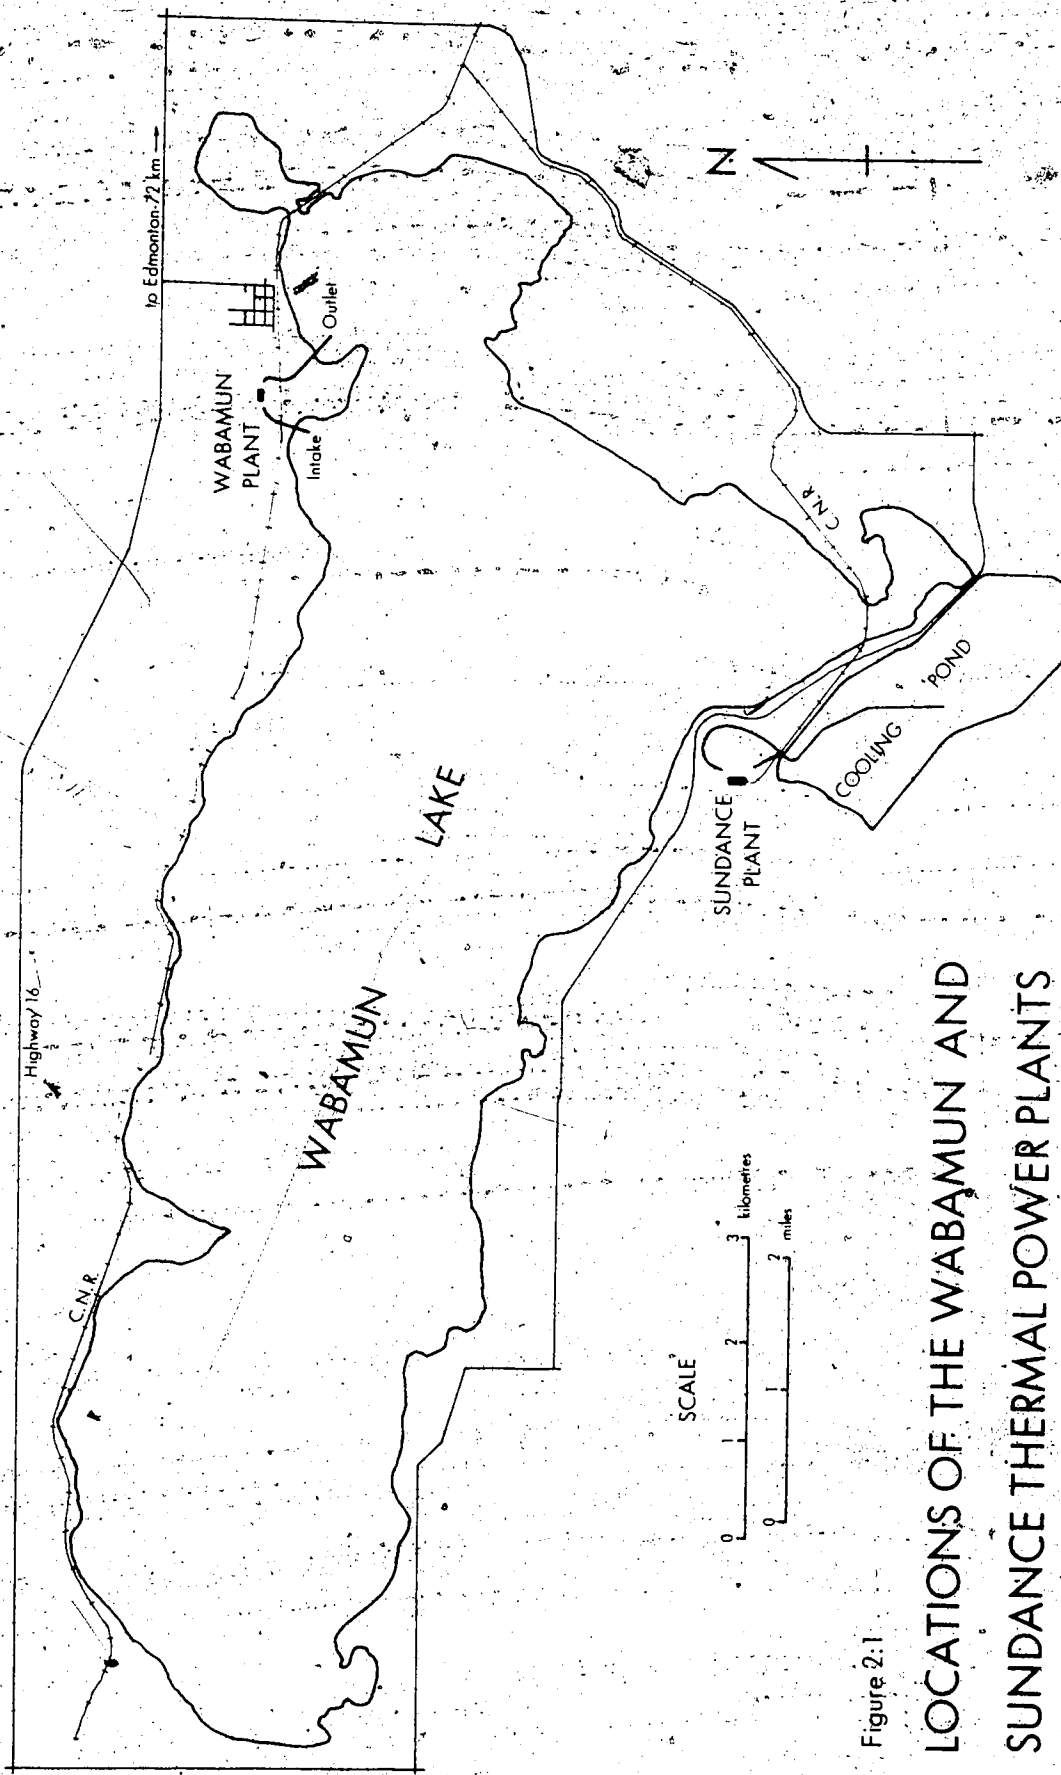 Highway 16
to Edmonton-72 km
C.N.R.
WABAMUN
PLANT
Intake
Outlet
WABAMUN
LAKE
N
C.N.R
SUNDANCE
PLANT
COOLING
POND
SCALE
0 1 2 3
kilometres
0 1 2
miles
Figure 2:1
LOCATIONS OF THE WABAMUN AND
SUNDANCE THERMAL POWER PLANTS